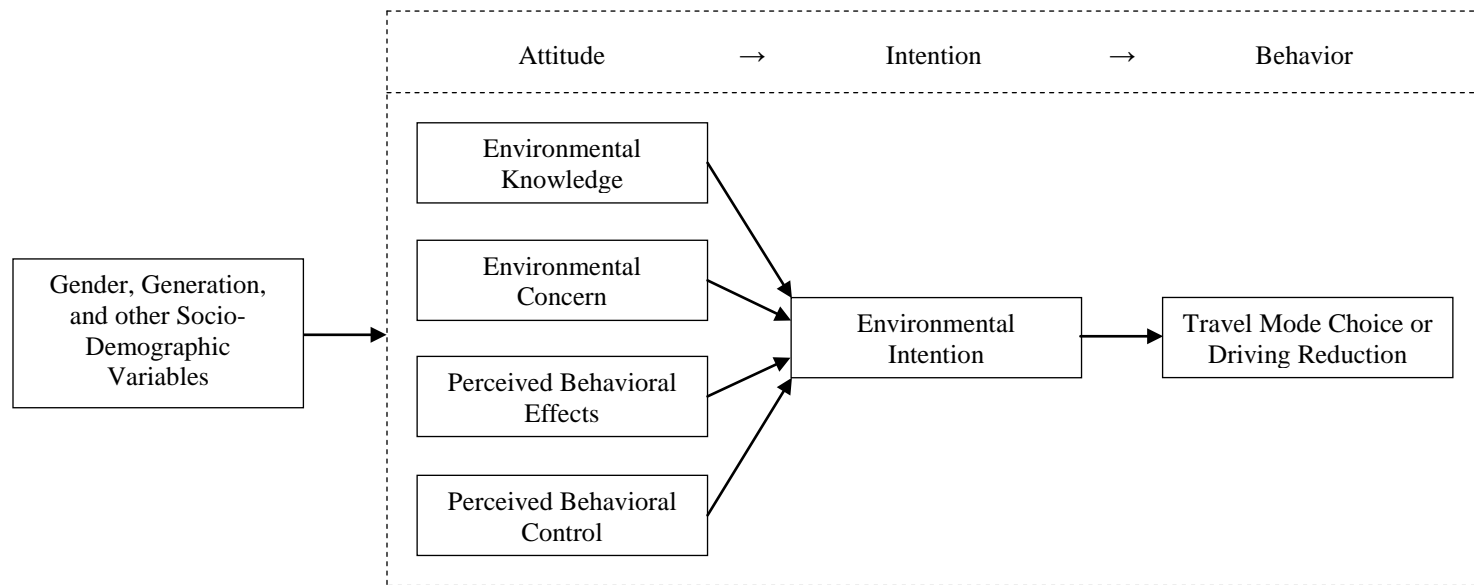 Attitude → Intention → Behavior
Environmental
Knowledge
Environmental
Concern
Perceived Behavioral
Effects
Perceived Behavioral
Control
Gender, Generation,
and other Socio-
Demographic
Variables
Environmental
Intention
Travel Mode Choice or
Driving Reduction